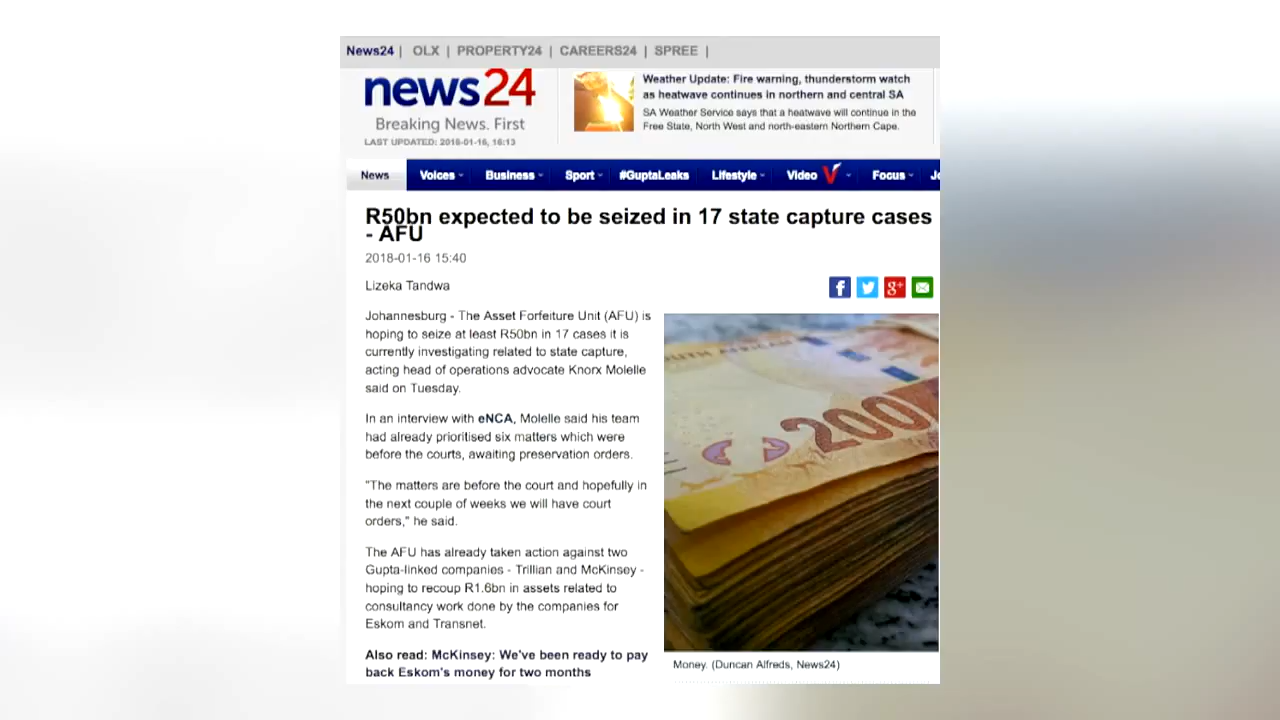 News24 | OLX | PROPERTY24 | CAREERS24 | SPREE |
news24
Breaking News. First
LAST UPDATED: 2018-01-16, 16:13
Weather Update: Fire warning, thunderstorm watch
as heatwave continues in northern and central SA
SA Weather Service says that a heatwave will continue in the
Free State, North West and north-eastern Northern Cape.
News Voices Business Sport #GuptaLeaks Lifestyle Video Focus
R50bn expected to be seized in 17 state capture cases
- AFU
2018-01-16 15:40
Lizeka Tandwa
Johannesburg - The Asset Forfeiture Unit (AFU) is
hoping to seize at least R50bn in 17 cases it is
currently investigating related to state capture,
acting head of operations advocate Knorx Molelle
said on Tuesday.
In an interview with eNCA, Molelle said his team
had already prioritised six matters which were
before the courts, awaiting preservation orders.
"The matters are before the court and hopefully in
the next couple of weeks we will have court
orders," he said.
The AFU has already taken action against two
Gupta-linked companies - Trillian and McKinsey -
hoping to recoup R1.6bn in assets related to
consultancy work done by the companies for
Eskom and Transnet.
Also read: McKinsey: We've been ready to pay
back Eskom's money for two months
200
Money. (Duncan Alfreds, News24)